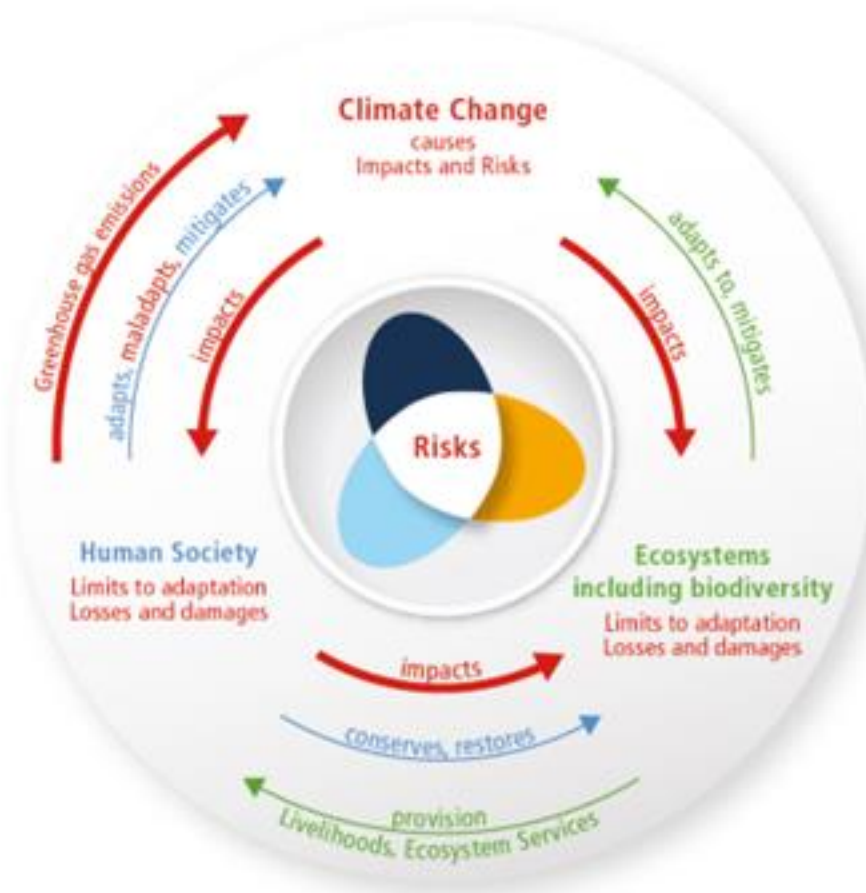 Climate Change
causes
Impacts and Risks
Greenhouse gas emissions
adapts, maladapts, mitigates
impacts
impacts
adapts to, mitigates
Risks
Human Society
Limits to adaptation
Losses and damages
Ecosystems
including biodiversity
Limits to adaptation
Losses and damages
impacts
conserves, restores
provision
Livelihoods, Ecosystem Services